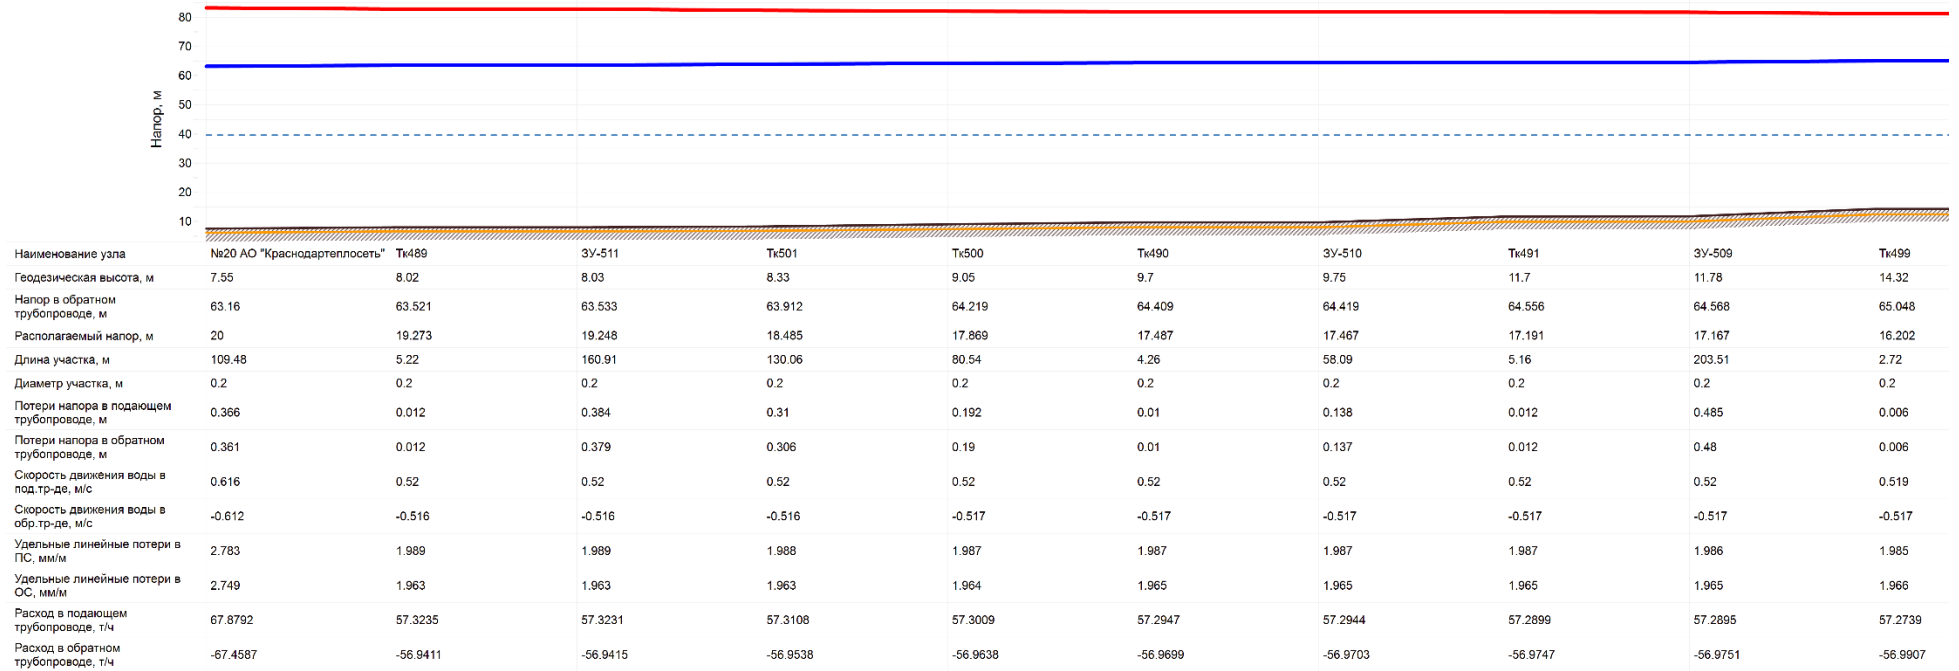 80
70
60
50
40
30
20
10
Напор, м
Наименование узла №20 АО "Краснодартеплосеть" Тк489 ЗУ-511 Тк501 Тк500 Тк490 ЗУ-510 Тк491 ЗУ-509 Тк499
Геодезическая высота, м 7.55 8.02 8.03 8.33 9.05 9.7 9.75 11.7 11.78 14.32
Напор в обратном
трубопроводе, м 63.16 63.521 63.533 63.912 64.219 64.409 64.419 64.556 64.568 65.048
Располагаемый напор, м 20 19.273 19.248 18.485 17.869 17.487 17.467 17.191 17.167 16.202
Длина участка, м 109.48 5.22 160.91 130.06 80.54 4.26 58.09 5.16 203.51 2.72
Диаметр участка, м 0.2 0.2 0.2 0.2 0.2 0.2 0.2 0.2 0.2 0.2
Потери напора в подающем
трубопроводе, м 0.366 0.012 0.384 0.31 0.192 0.01 0.138 0.012 0.485 0.006
Потери напора в обратном
трубопроводе, м 0.361 0.012 0.379 0.306 0.19 0.01 0.137 0.012 0.48 0.006
Скорость движения воды в
под.тр-де, м/с 0.616 0.52 0.52 0.52 0.52 0.52 0.52 0.52 0.52 0.519
Скорость движения воды в
обр.тр-де, м/с -0.612 -0.516 -0.516 -0.516 -0.517 -0.517 -0.517 -0.517 -0.517 -0.517
Удельные линейные потери в
ПС, мм/м 2.783 1.989 1.989 1.988 1.987 1.987 1.987 1.987 1.986 1.985
Удельные линейные потери в
ОС, мм/м 2.749 1.963 1.963 1.963 1.964 1.965 1.965 1.965 1.965 1.966
Расход в подающем
трубопроводе, т/ч 67.8792 57.3235 57.3231 57.3108 57.3009 57.2947 57.2944 57.2899 57.2895 57.2739
Расход в обратном
трубопроводе, т/ч -67.4587 -56.9411 -56.9415 -56.9538 -56.9638 -56.9699 -56.9703 -56.9747 -56.9751 -56.9907